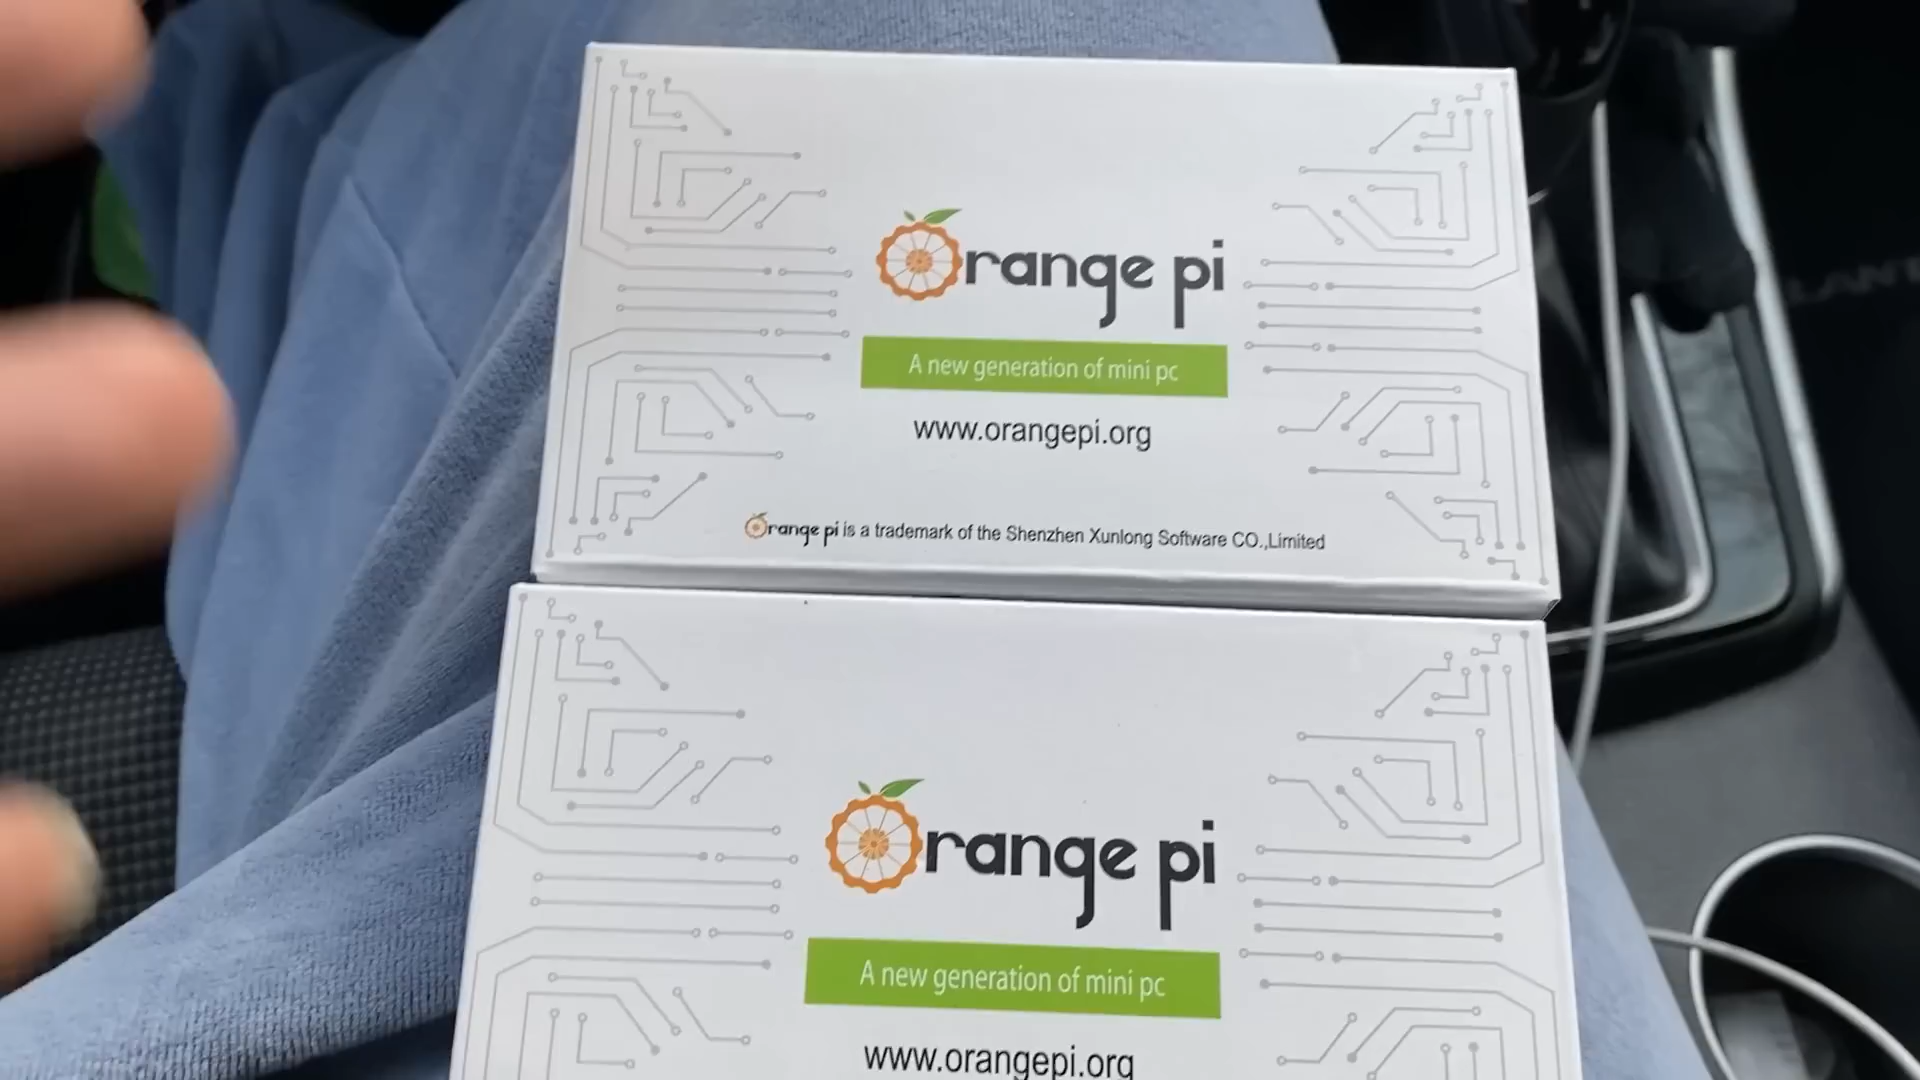 Orange pi
A new generation of mini pc
www.orangepi.org
Orange pi is a trademark of the Shenzhen Xunlong Software CO.,Limited
Orange pi
A new generation of mini pc
www.orangepi.org